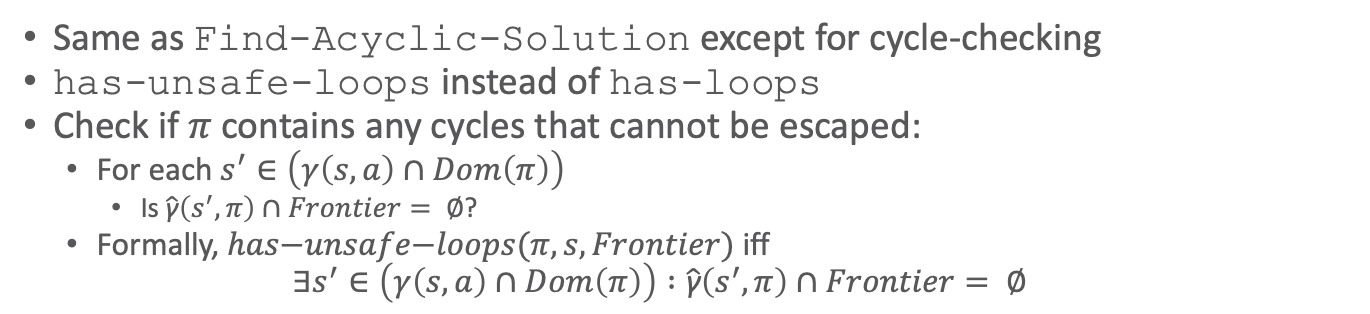 • Same as Find-Acyclic-Solution except for cycle-checking
• has-unsafe-loops instead of has-loops
• Check if π contains any cycles that cannot be escaped:
• For each s′ ∈ (γ(s, a) ∩ Dom(π))
• Is γ̂(s′, π) ∩ Frontier = ∅?
• Formally, has−unsafe−loops(π, s, Frontier) iff
∃s′ ∈ (γ(s, a) ∩ Dom(π)) : γ̂(s′, π) ∩ Frontier = ∅